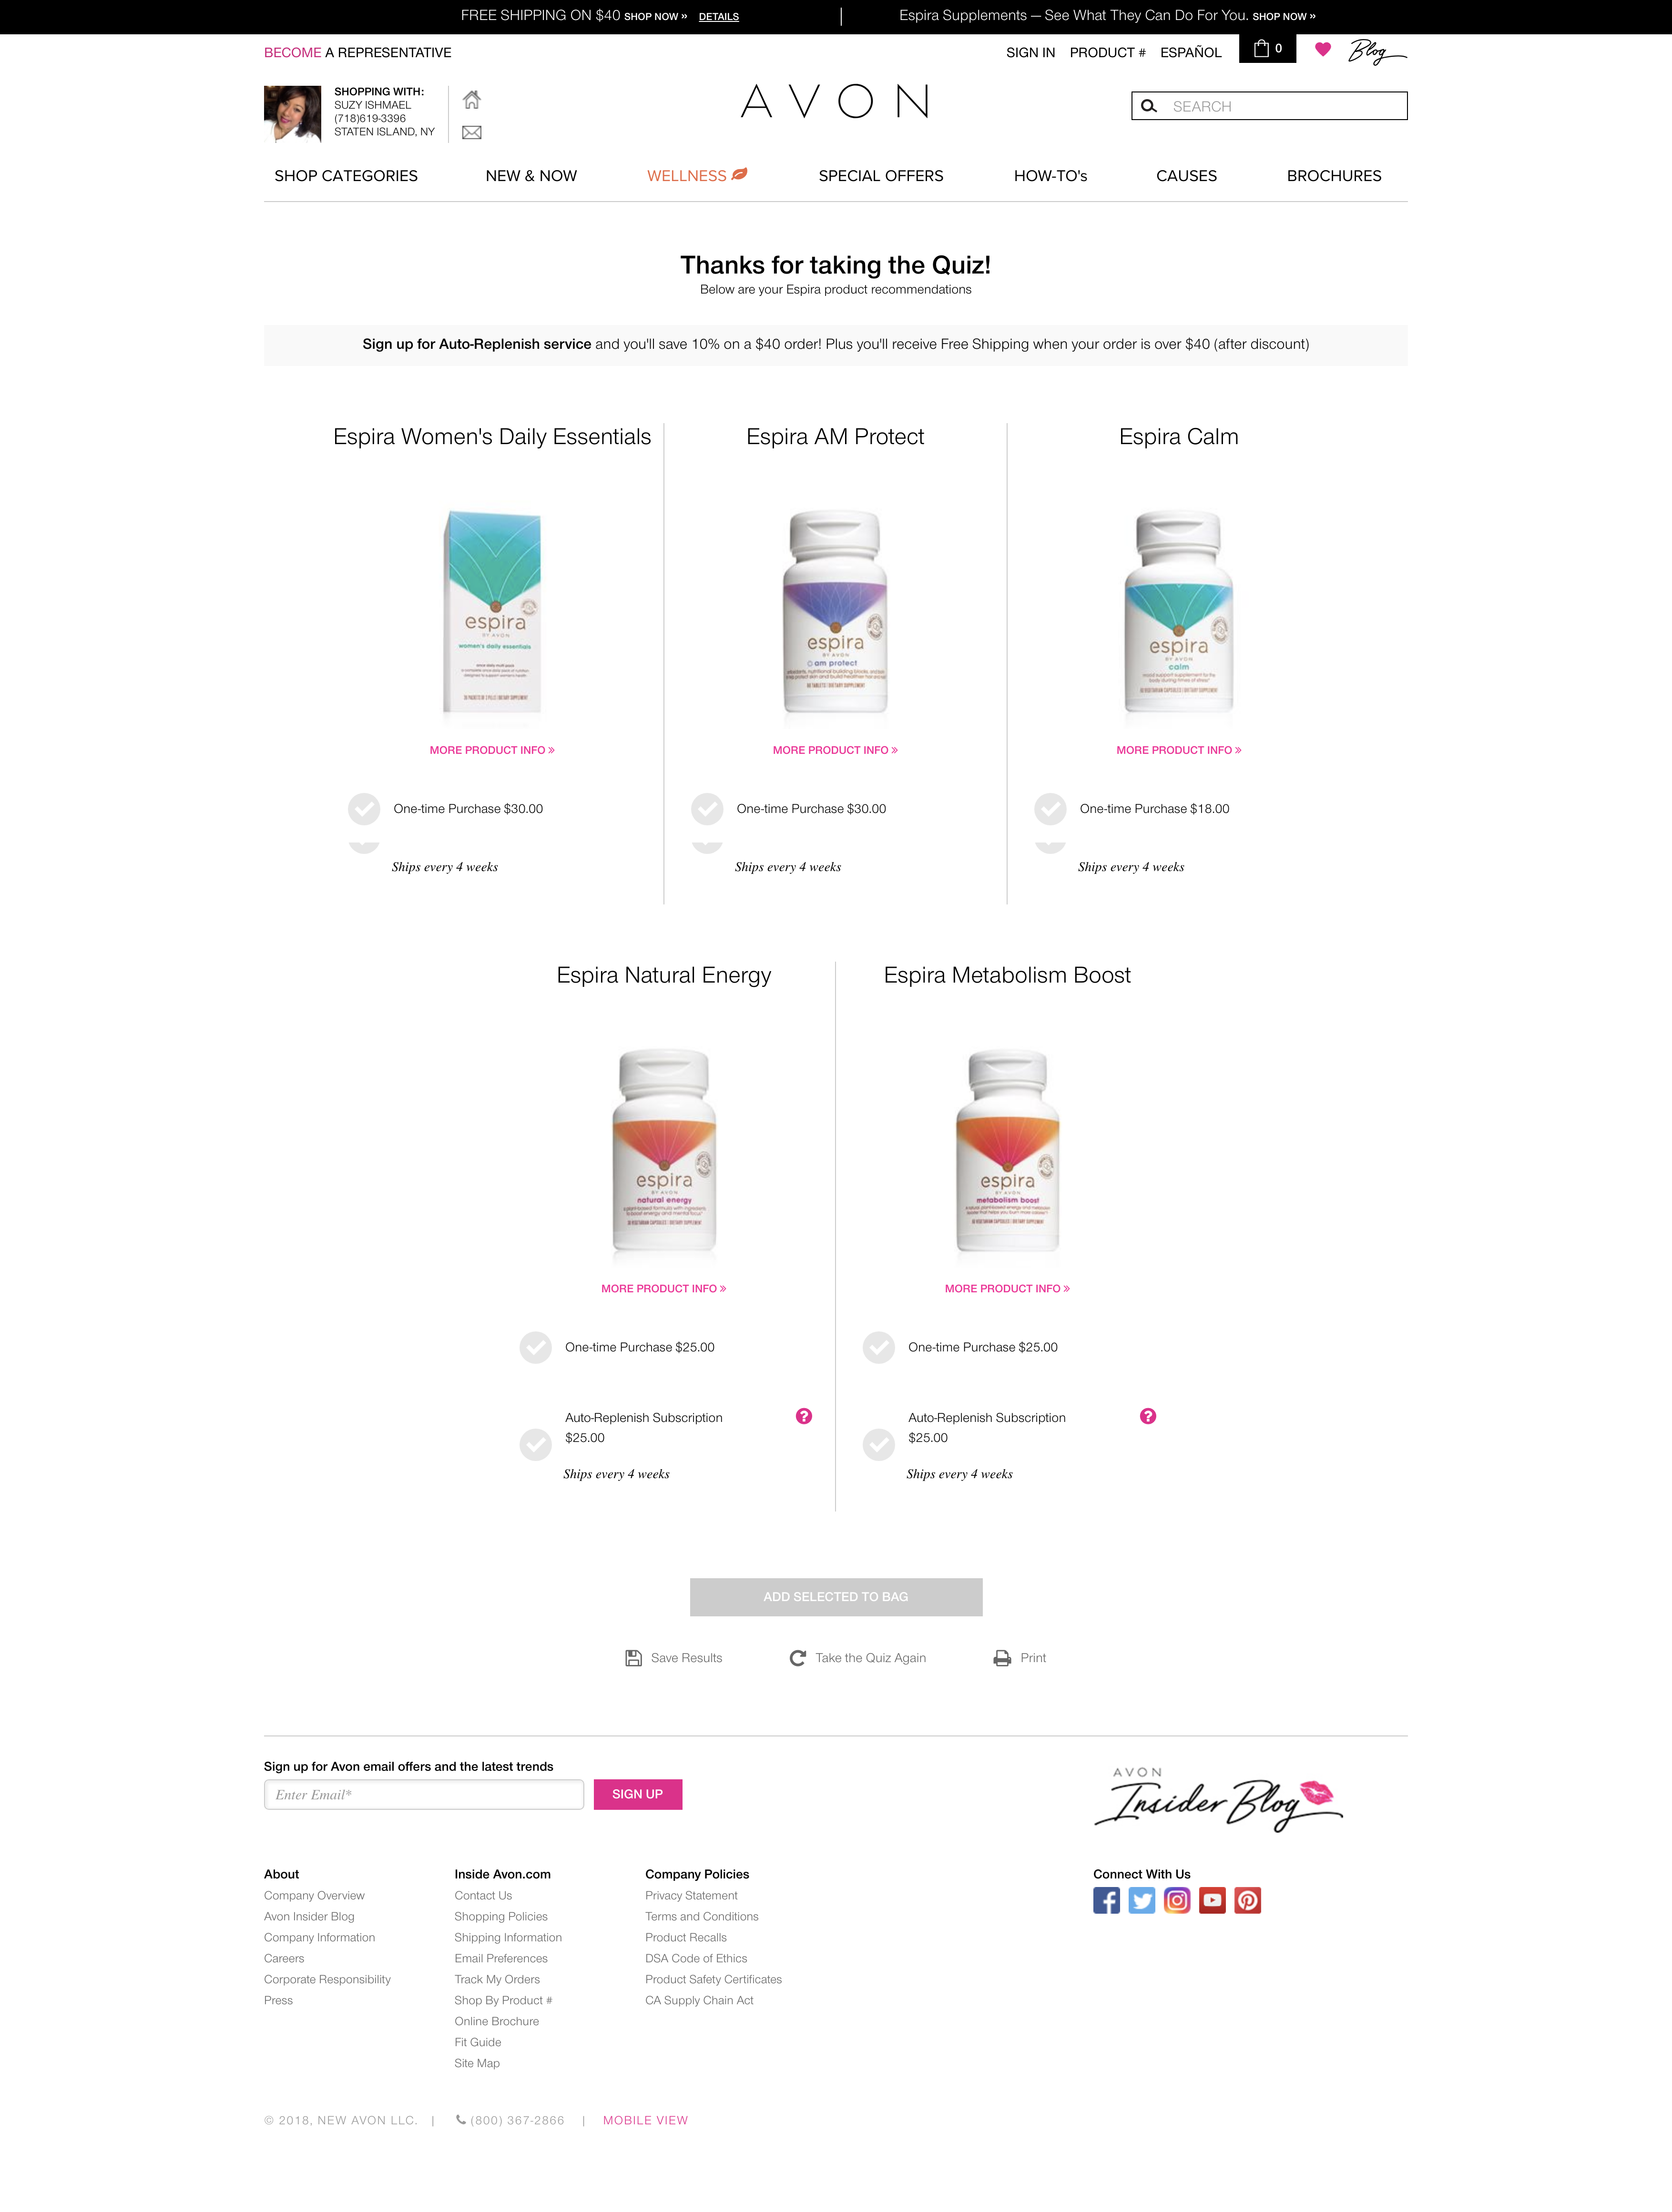 FREE SHIPPING ON $40 SHOP NOW » DETAILS
Espira Supplements — See What They Can Do For You. SHOP NOW »
BECOME A REPRESENTATIVE
SIGN IN PRODUCT # ESPAÑOL 0 Blog
SHOPPING WITH:
SUZY ISHMAEL
(718)619-3396
STATEN ISLAND, NY
AVON
SEARCH
SHOP CATEGORIES NEW & NOW WELLNESS SPECIAL OFFERS HOW-TO's CAUSES BROCHURES
Thanks for taking the Quiz!
Below are your Espira product recommendations
Sign up for Auto-Replenish service and you'll save 10% on a $40 order! Plus you'll receive Free Shipping when your order is over $40 (after discount)
Espira Women's Daily Essentials
espira
BY AVON
women's daily essentials
MORE PRODUCT INFO »
One-time Purchase $30.00
Ships every 4 weeks
Espira AM Protect
espira
BY AVON
am protect
MORE PRODUCT INFO »
One-time Purchase $30.00
Ships every 4 weeks
Espira Calm
espira
BY AVON
calm
MORE PRODUCT INFO »
One-time Purchase $18.00
Ships every 4 weeks
Espira Natural Energy
espira
BY AVON
natural energy
MORE PRODUCT INFO »
One-time Purchase $25.00
Auto-Replenish Subscription
$25.00
Ships every 4 weeks
Espira Metabolism Boost
espira
BY AVON
metabolism boost
MORE PRODUCT INFO »
One-time Purchase $25.00
Auto-Replenish Subscription
$25.00
Ships every 4 weeks
ADD SELECTED TO BAG
Save Results Take the Quiz Again Print
Sign up for Avon email offers and the latest trends
Enter Email*
SIGN UP
AVON
Insider Blog
About
Company Overview
Avon Insider Blog
Company Information
Careers
Corporate Responsibility
Press
Inside Avon.com
Contact Us
Shopping Policies
Shipping Information
Email Preferences
Track My Orders
Shop By Product #
Online Brochure
Fit Guide
Site Map
Company Policies
Privacy Statement
Terms and Conditions
Product Recalls
DSA Code of Ethics
Product Safety Certificates
CA Supply Chain Act
Connect With Us
© 2018, NEW AVON LLC. | (800) 367-2866 | MOBILE VIEW